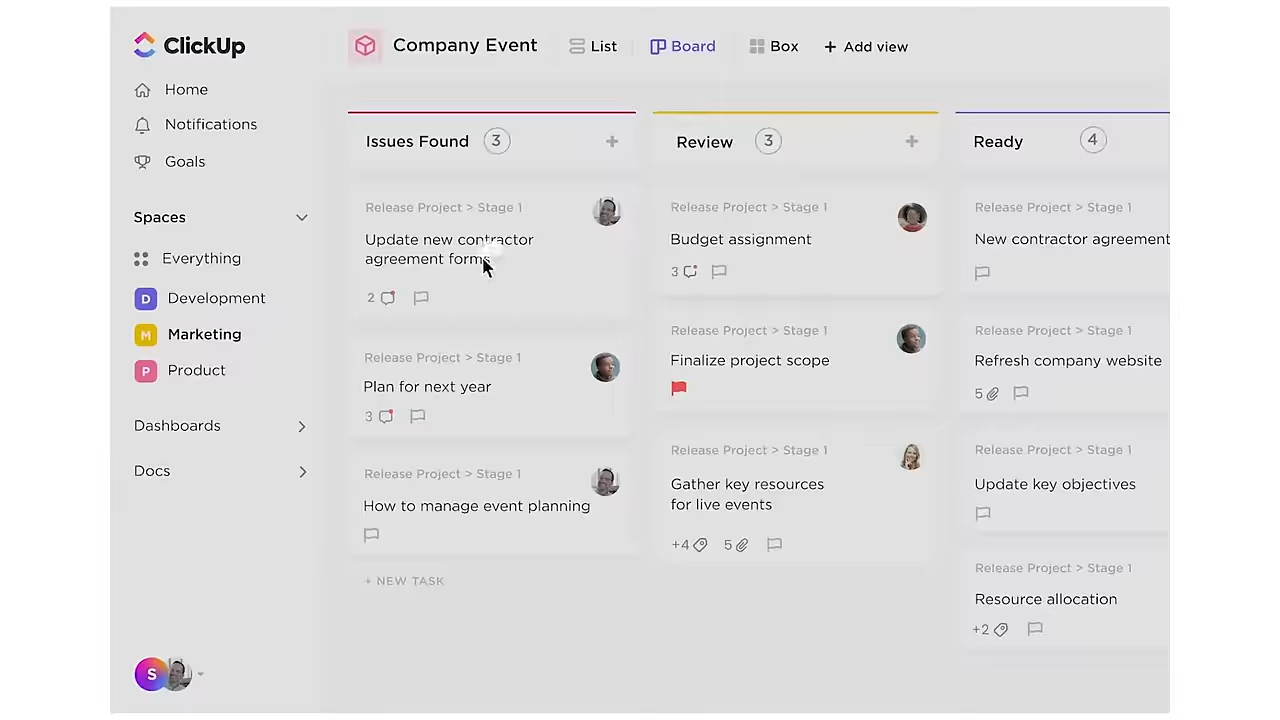 ClickUp
Home
Notifications
Goals
Spaces
Everything
D Development
M Marketing
P Product
Dashboards
Docs
S
Company Event
List
Board
Box
+ Add view
Issues Found 3 +
Release Project > Stage 1
Update new contractor
agreement forms
2
Release Project > Stage 1
Plan for next year
3
Release Project > Stage 1
How to manage event planning
+ NEW TASK
Review 3 +
Release Project > Stage 1
Budget assignment
3
Release Project > Stage 1
Finalize project scope
Release Project > Stage 1
Gather key resources
for live events
+4 5
Ready 4
Release Project > Stage 1
New contractor agreement
Release Project > Stage 1
Refresh company website
5
Release Project > Stage 1
Update key objectives
Release Project > Stage 1
Resource allocation
+2